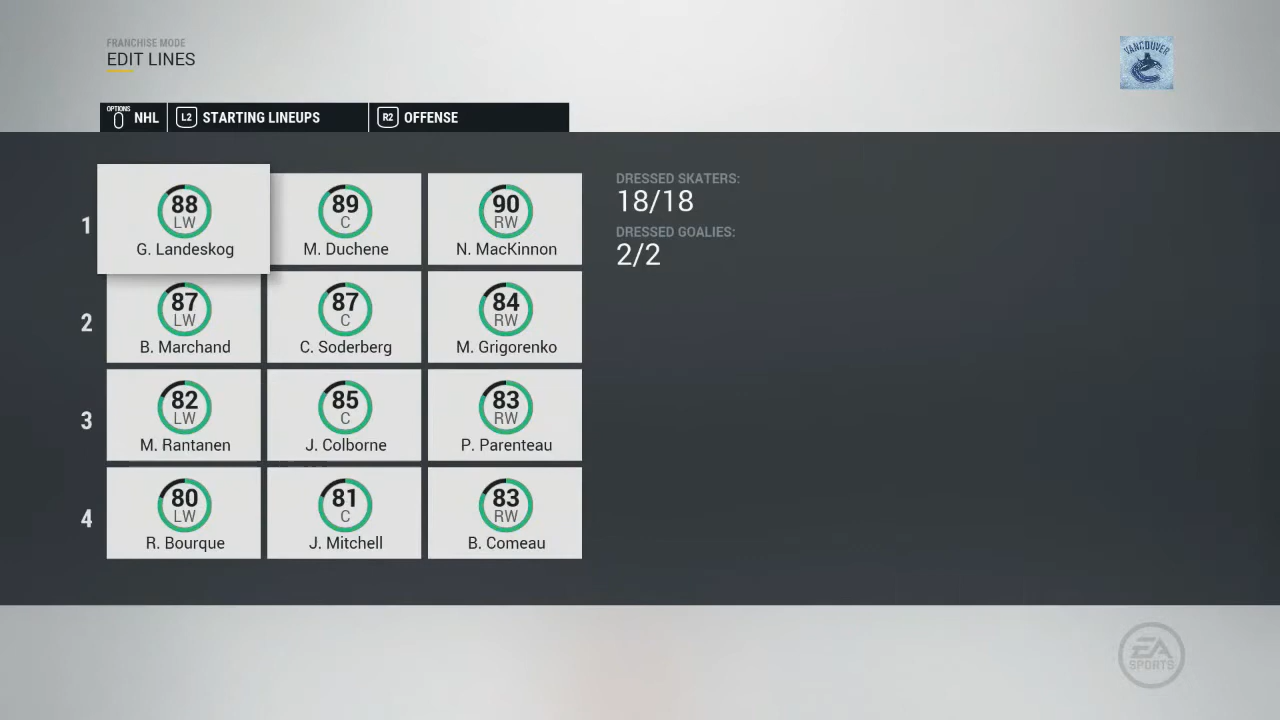 FRANCHISE MODE
EDIT LINES
VANCOUVER
OPTIONS NHL L2 STARTING LINEUPS R2 OFFENSE
1
88
LW
G. Landeskog
89
C
M. Duchene
90
RW
N. MacKinnon
2
87
LW
B. Marchand
87
C
C. Soderberg
84
RW
M. Grigorenko
3
82
LW
M. Rantanen
85
C
J. Colborne
83
RW
P. Parenteau
4
80
LW
R. Bourque
81
C
J. Mitchell
83
RW
B. Comeau
DRESSED SKATERS:
18/18
DRESSED GOALIES:
2/2
EA
SPORTS